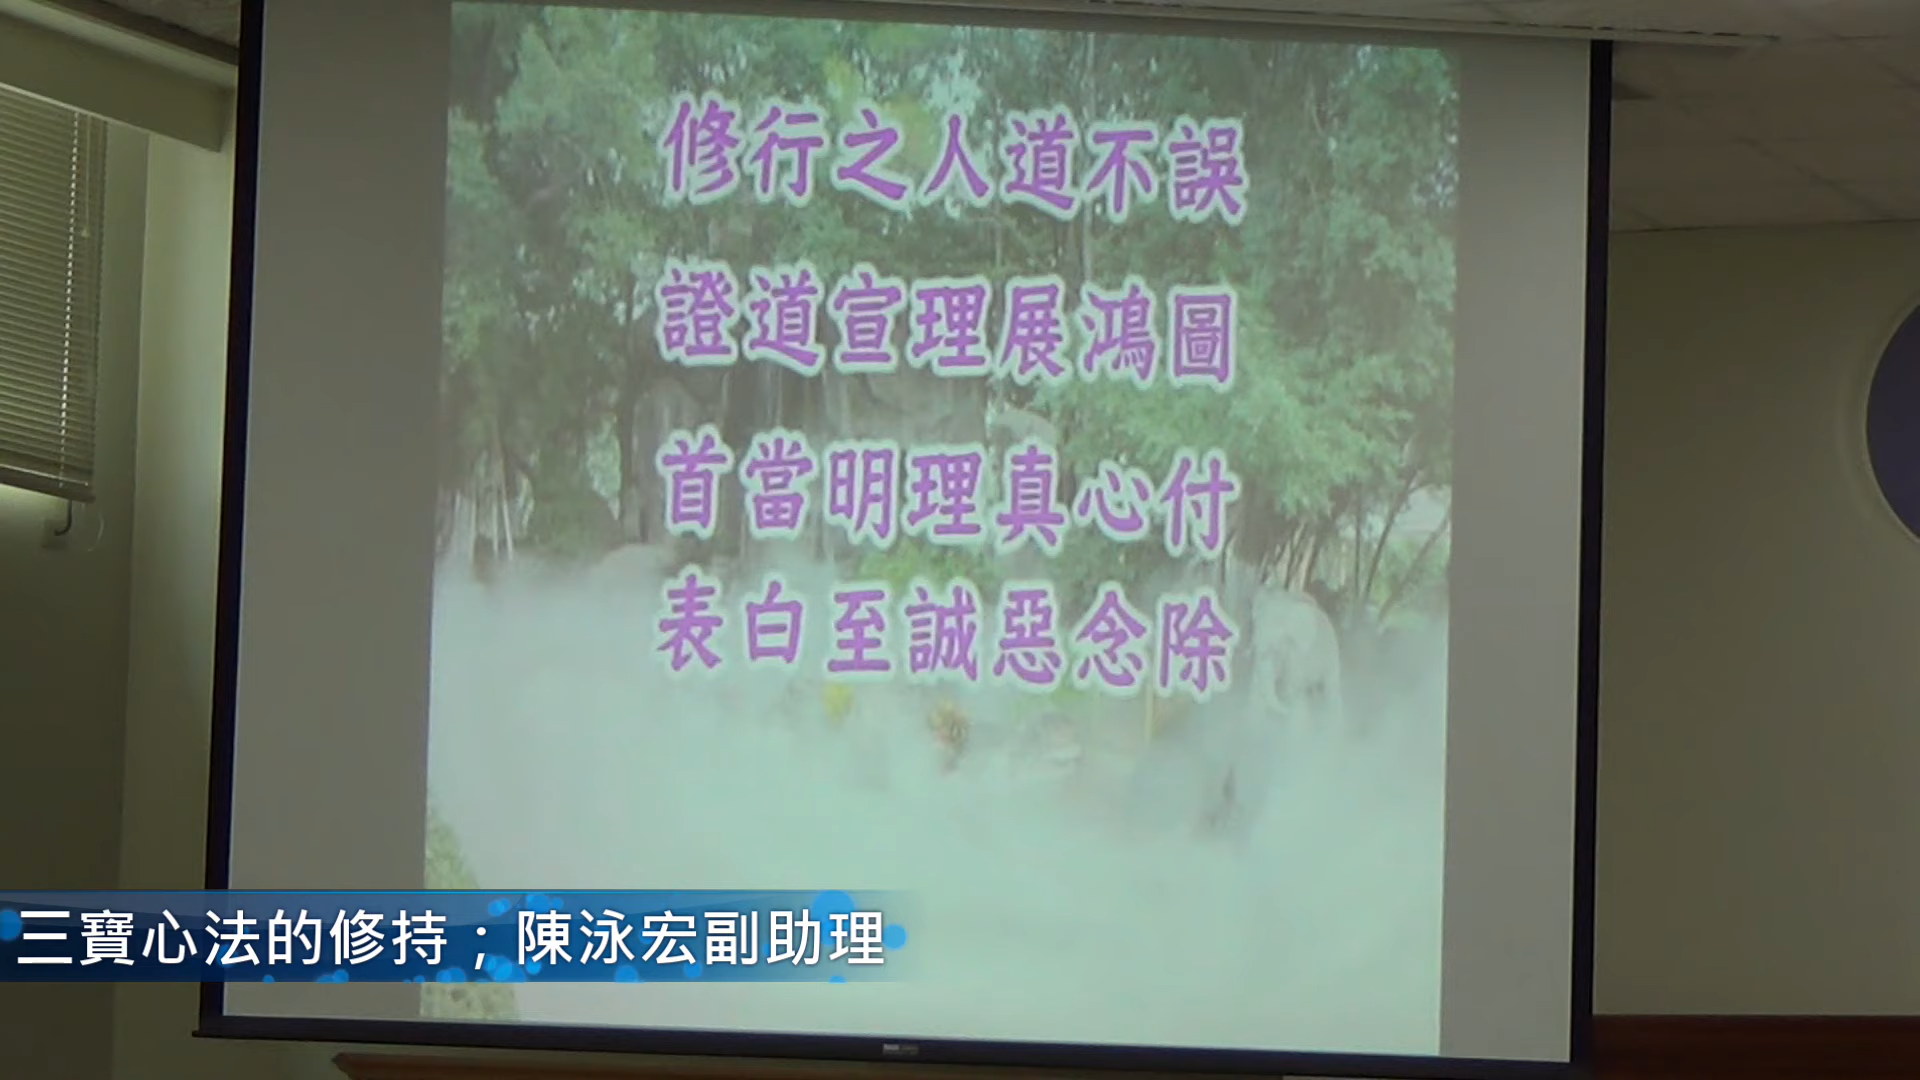 修行之人道不誤
證道宣理展鴻圖
首當明理真心付
表白至誠惡念除
三寶心法的修持；陳泳宏副助理